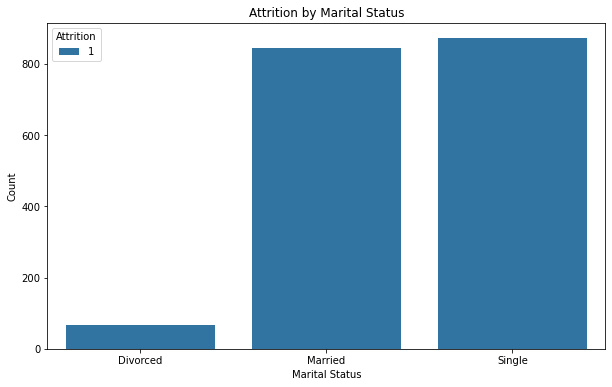 Attrition by Marital Status
Attrition
1
Count
800
600
400
200
0
Divorced
Married
Single
Marital Status